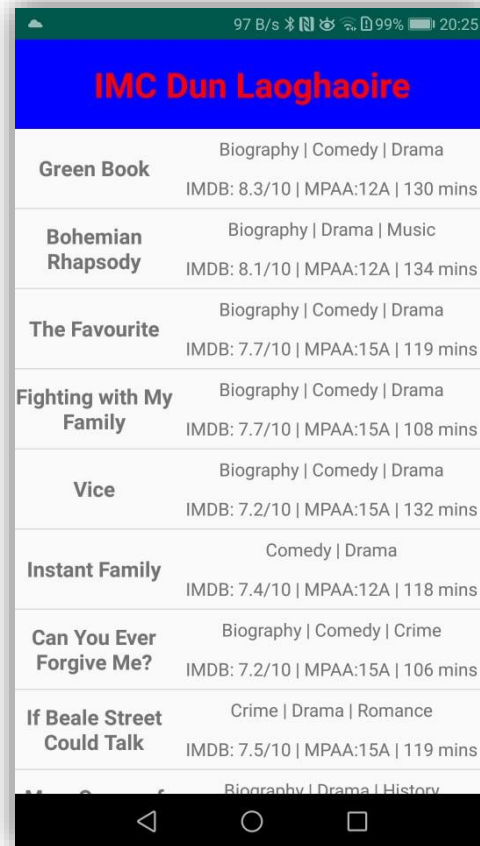 97 B/s 99% 20:25
IMC Dun Laoghaoire
Green Book
Biography | Comedy | Drama
IMDB: 8.3/10 | MPAA:12A | 130 mins
Bohemian
Rhapsody
Biography | Drama | Music
IMDB: 8.1/10 | MPAA:12A | 134 mins
The Favourite
Biography | Comedy | Drama
IMDB: 7.7/10 | MPAA:15A | 119 mins
Fighting with My
Family
Biography | Comedy | Drama
IMDB: 7.7/10 | MPAA:15A | 108 mins
Vice
Biography | Comedy | Drama
IMDB: 7.2/10 | MPAA:15A | 132 mins
Instant Family
Comedy | Drama
IMDB: 7.4/10 | MPAA:12A | 118 mins
Can You Ever
Forgive Me?
Biography | Comedy | Crime
IMDB: 7.2/10 | MPAA:15A | 106 mins
If Beale Street
Could Talk
Crime | Drama | Romance
IMDB: 7.5/10 | MPAA:15A | 119 mins
Biography | Drama | History